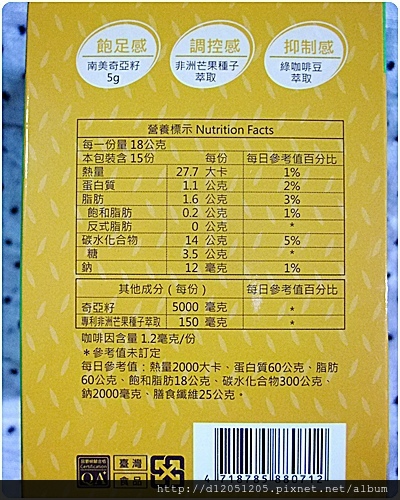 飽足感 調控感 抑制感
南美奇亞籽 非洲芒果種子 綠咖啡豆
5g 萃取 萃取
營養標示 Nutrition Facts
每一份量 18公克
本包裝含 15份 每份 每日參考值百分比
熱量 27.7 大卡 1%
蛋白質 1.1 公克 2%
脂肪 1.6 公克 3%
飽和脂肪 0.2 公克 1%
反式脂肪 0 公克 *
碳水化合物 14 公克 5%
糖 3.5 公克 *
鈉 12 毫克 1%
其他成分（每份） 每日參考值百分比
奇亞籽 5000 毫克 *
專利非洲芒果種子萃取 150 毫克 *
咖啡因含量 1.2毫克/份
*參考值未訂定
每日參考值：熱量2000大卡、蛋白質60公克、脂肪
60公克、飽和脂肪18公克、碳水化合物300公克、
鈉2000毫克、膳食纖維25公克。
Certification
QA+
臺灣
食品
4 718785 880712
http://d12051205.pixnet.net/album